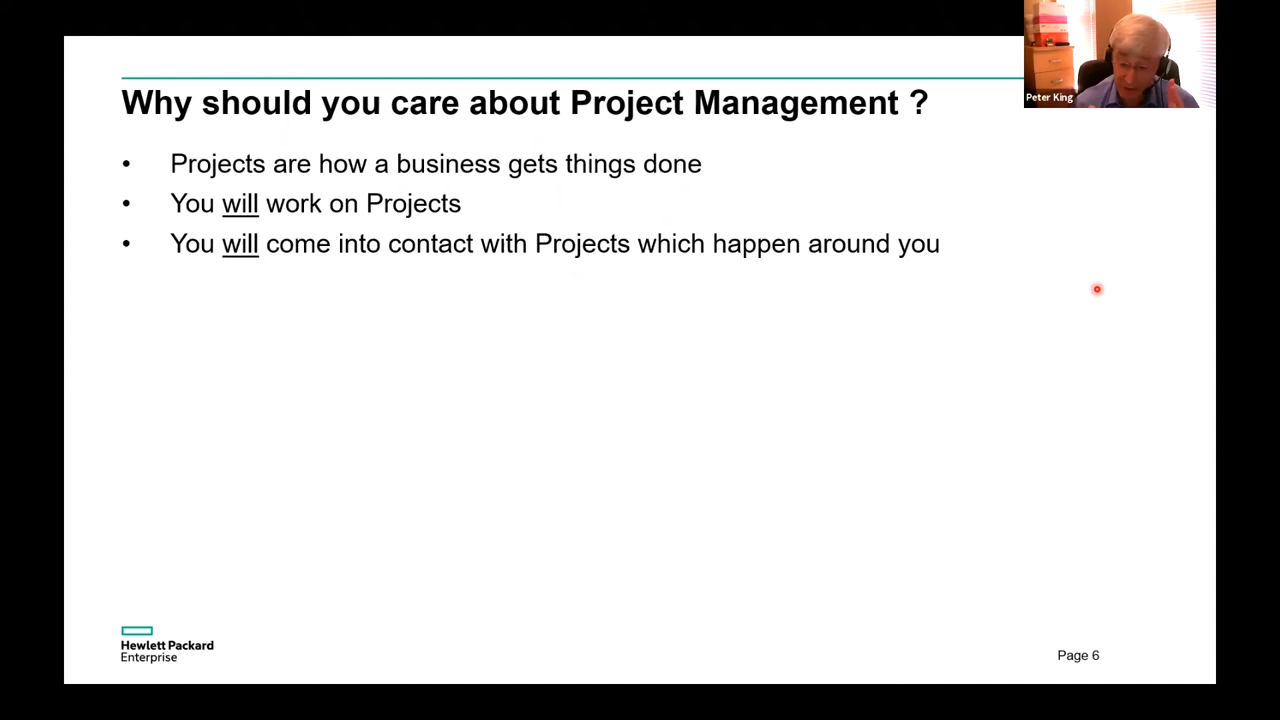 Why should you care about Project Management ?
Peter King
• Projects are how a business gets things done
• You will work on Projects
• You will come into contact with Projects which happen around you
Hewlett Packard
Enterprise
Page 6